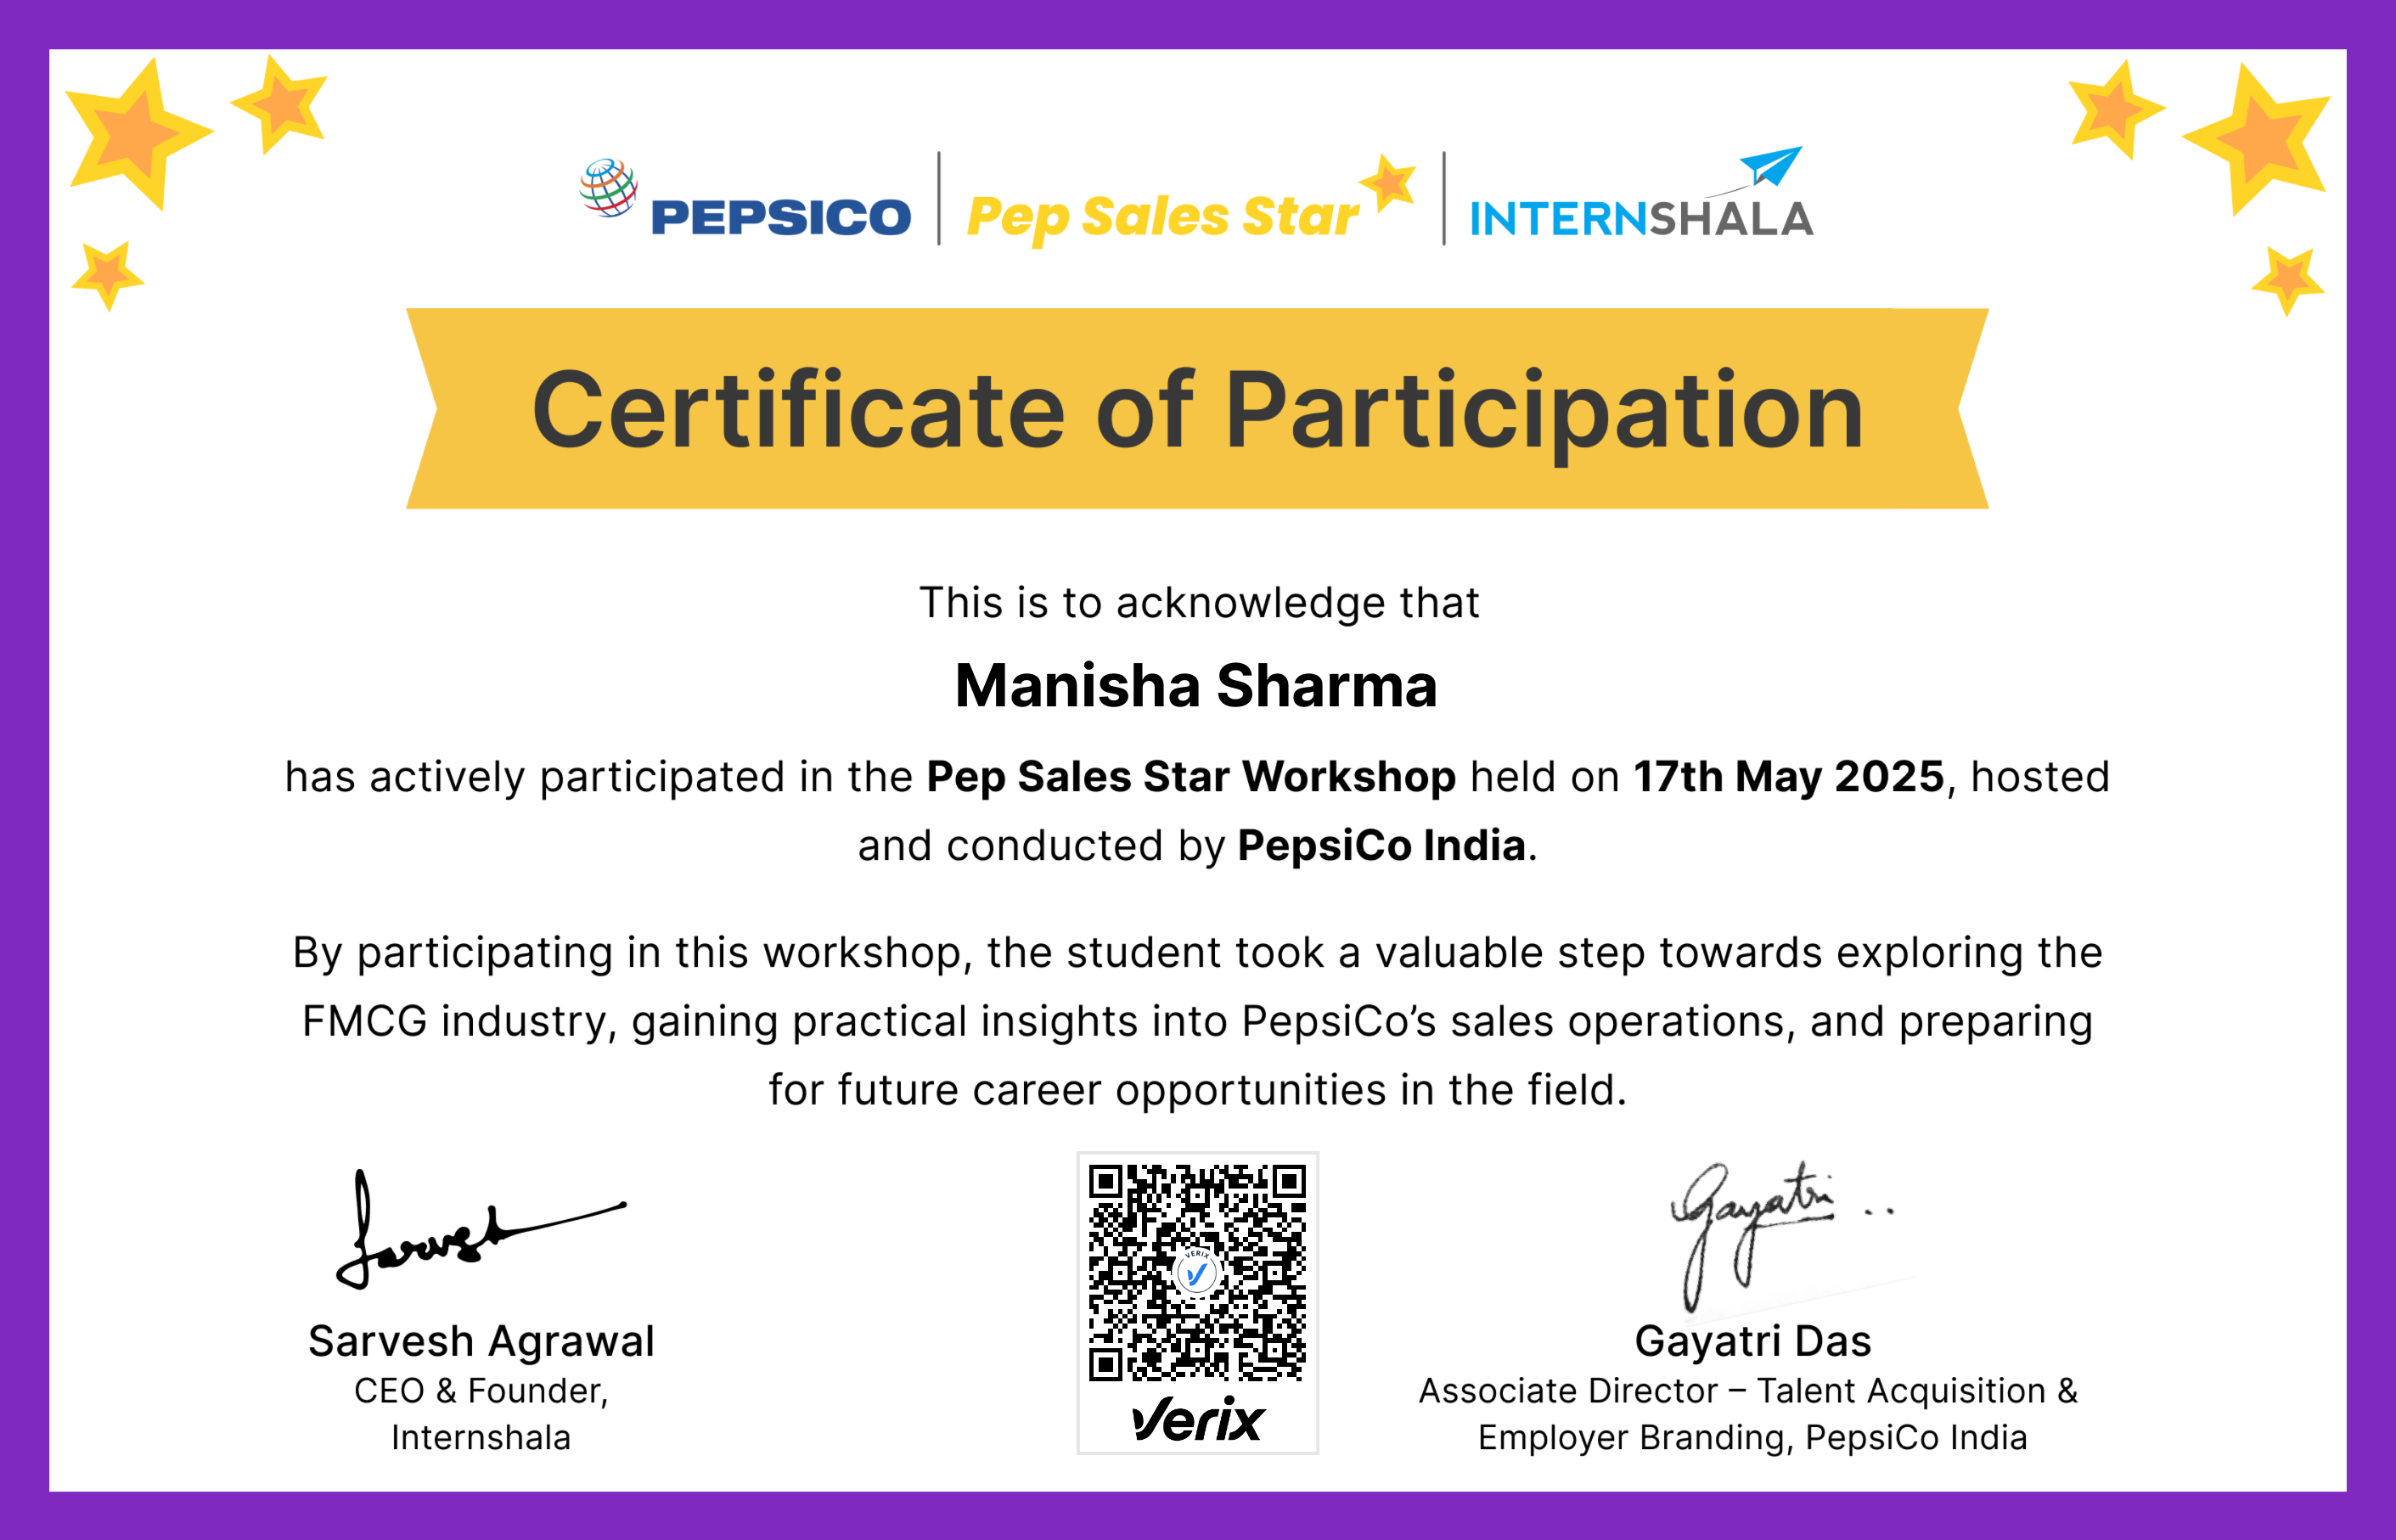 PEPSICO
Pep Sales Star
INTERNSHALA
Certificate of Participation
This is to acknowledge that
Manisha Sharma
has actively participated in the Pep Sales Star Workshop held on 17th May 2025, hosted
and conducted by PepsiCo India.
By participating in this workshop, the student took a valuable step towards exploring the
FMCG industry, gaining practical insights into PepsiCo’s sales operations, and preparing
for future career opportunities in the field.
Sarvesh
Sarvesh Agrawal
CEO & Founder,
Internshala
VERIX
Verix
Gayatri ..
Gayatri Das
Associate Director – Talent Acquisition &
Employer Branding, PepsiCo India